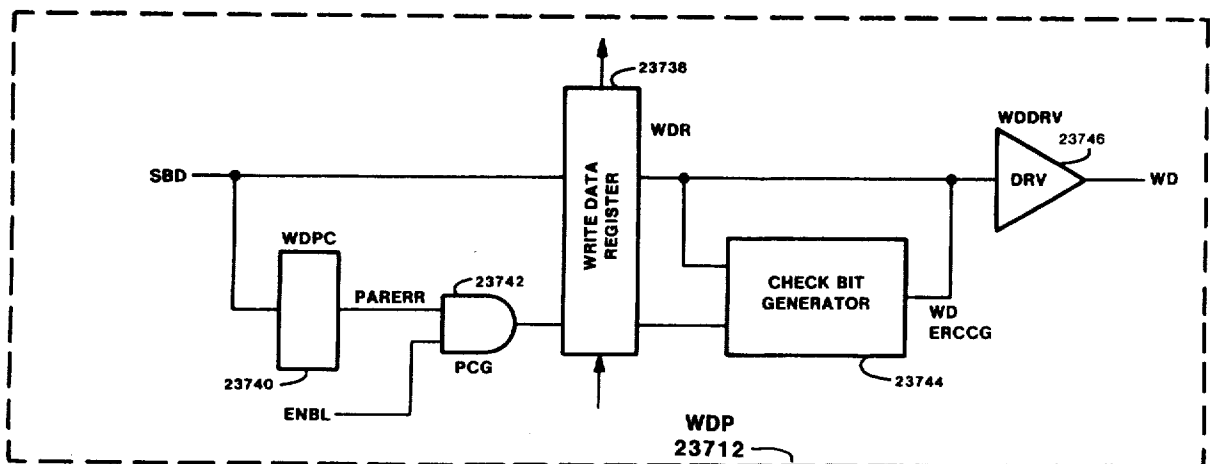 23738
WDR
WDDRV
23746
SBD
DRV
WD
WRITE DATA
REGISTER
WDPC
PARERR
23742
CHECK BIT
GENERATOR
WD
ERCCG
PCG
23740
23744
ENBL
WDP
23712